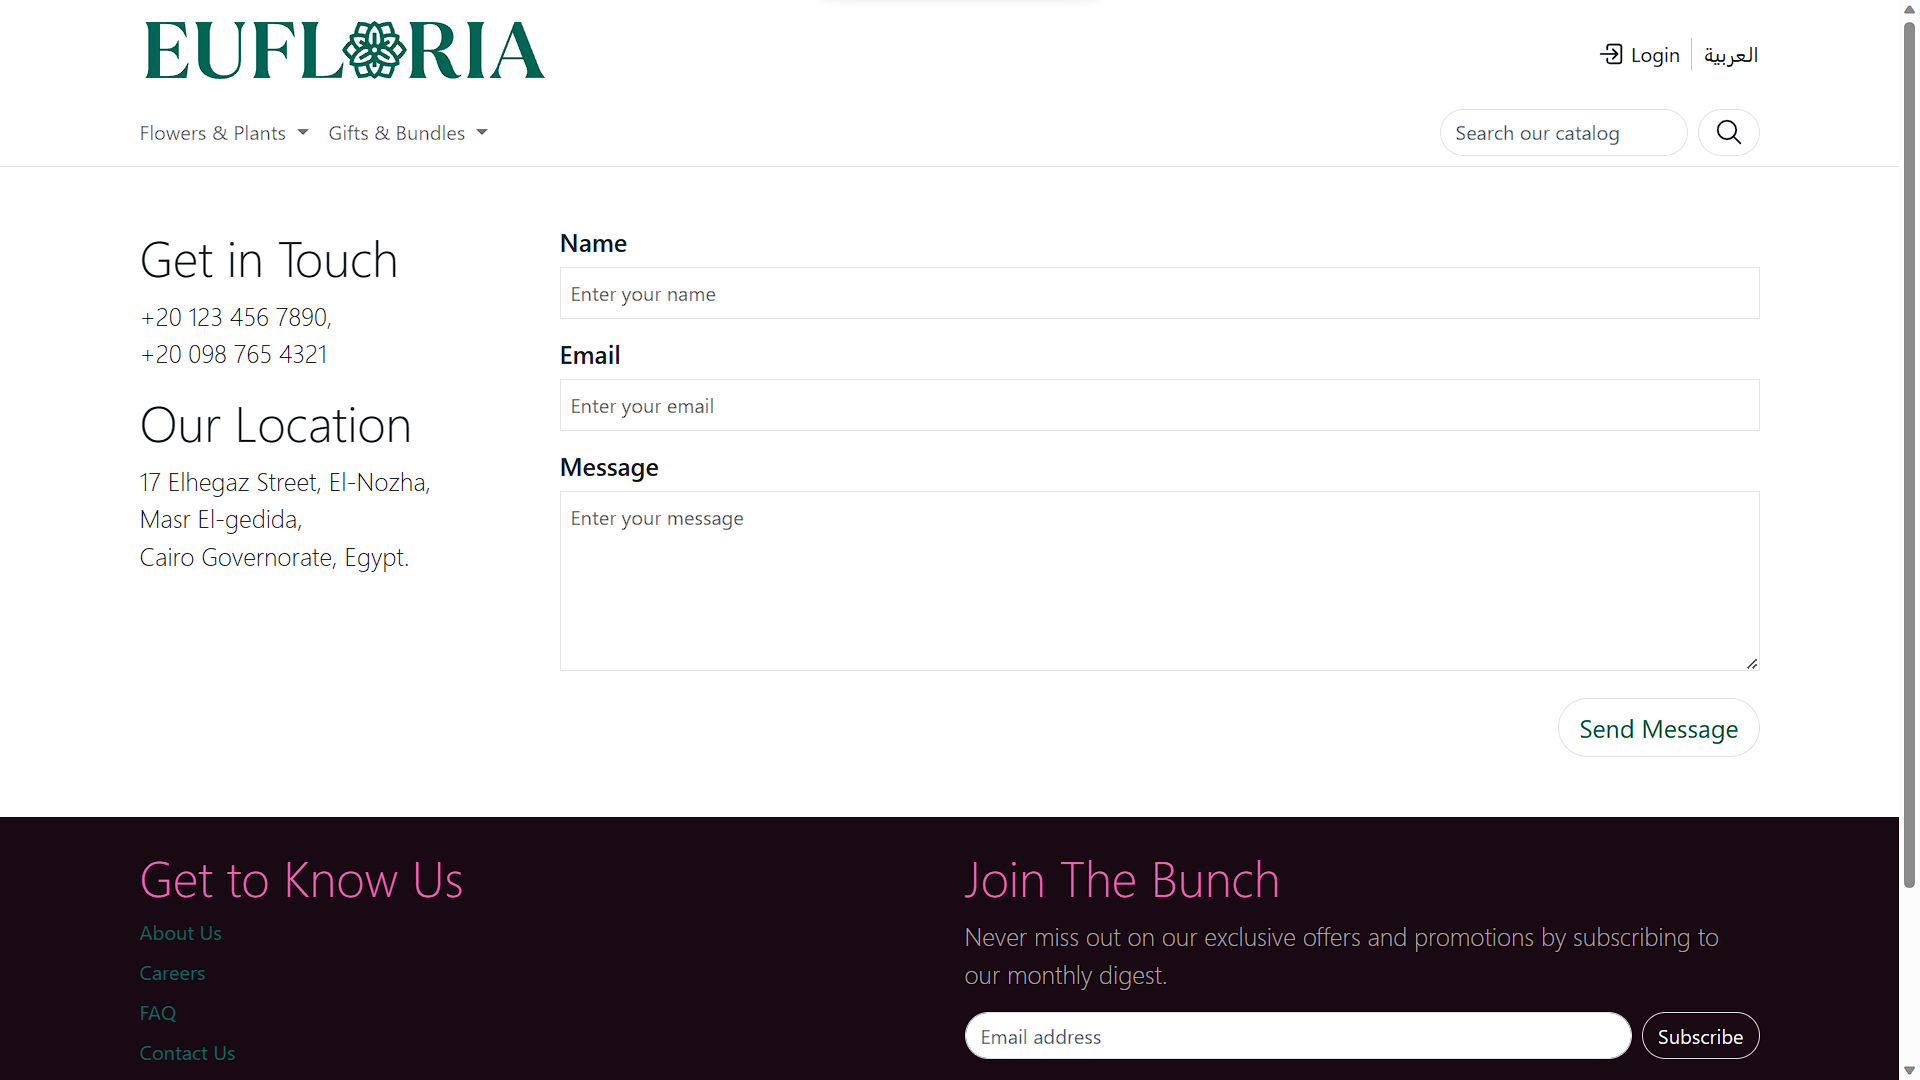 EUFLORIA
Login
العربية
Flowers & Plants
Gifts & Bundles
Search our catalog
Get in Touch
+20 123 456 7890,
+20 098 765 4321
Our Location
17 Elhegaz Street, El-Nozha,
Masr El-gedida,
Cairo Governorate, Egypt.
Name
Enter your name
Email
Enter your email
Message
Enter your message
Send Message
Get to Know Us
About Us
Careers
FAQ
Contact Us
Join The Bunch
Never miss out on our exclusive offers and promotions by subscribing to
our monthly digest.
Email address
Subscribe